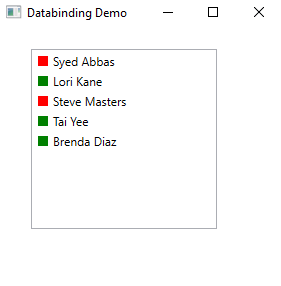 Databinding Demo
Syed Abbas
Lori Kane
Steve Masters
Tai Yee
Brenda Diaz